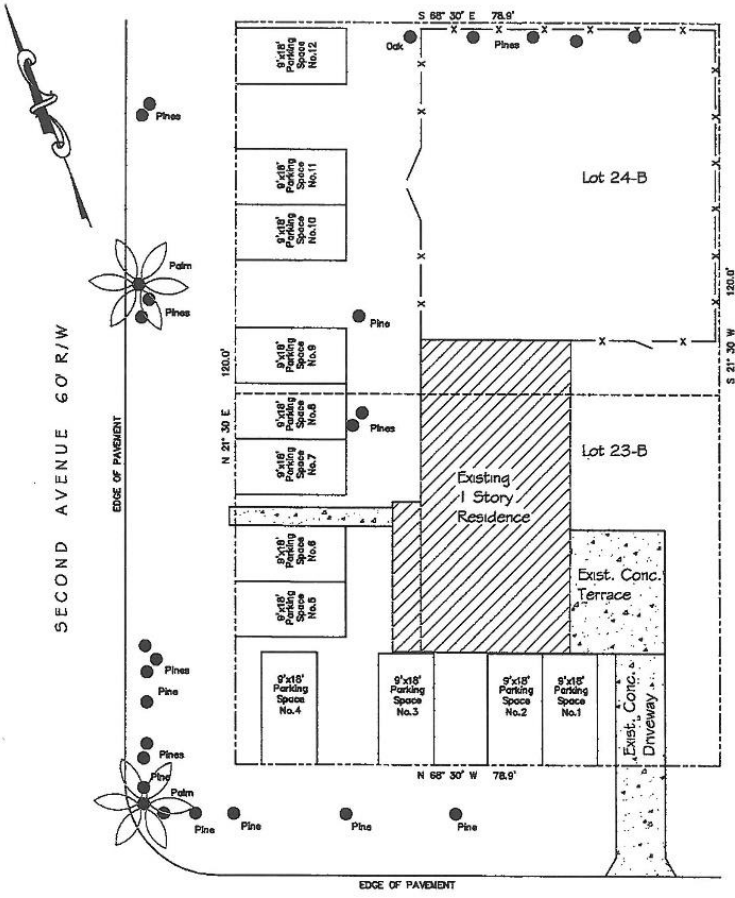 S 68° 30' E 78.9'
Oak
Pines
9'x18'
Parking
Space
No.12
Pines
9'x18'
Parking
Space
No.11
Lot 24-B
9'x18'
Parking
Space
No.10
Palm
Pines
Pine
120.0'
S 21° 30 W
9'x18'
Parking
Space
No.9
120.0'
N 21° 30 E
9'x18'
Parking
Space
No.8
Pines
SECOND AVENUE 60' R/W
EDGE OF PAVEMENT
9'x18'
Parking
Space
No.7
Lot 23-B
Existing
1 Story
Residence
9'x18'
Parking
Space
No.6
Exist. Conc.
Terrace
9'x18'
Parking
Space
No.5
Pines
Pine
9'x18'
Parking
Space
No.4
9'x18'
Parking
Space
No.3
9'x18'
Parking
Space
No.2
9'x18'
Parking
Space
No.1
Exist. Conc.
Driveway
Pines
Pine
Palm
N 68° 30' W 78.9'
Pine
Pine
Pine
Pine
EDGE OF PAVEMENT